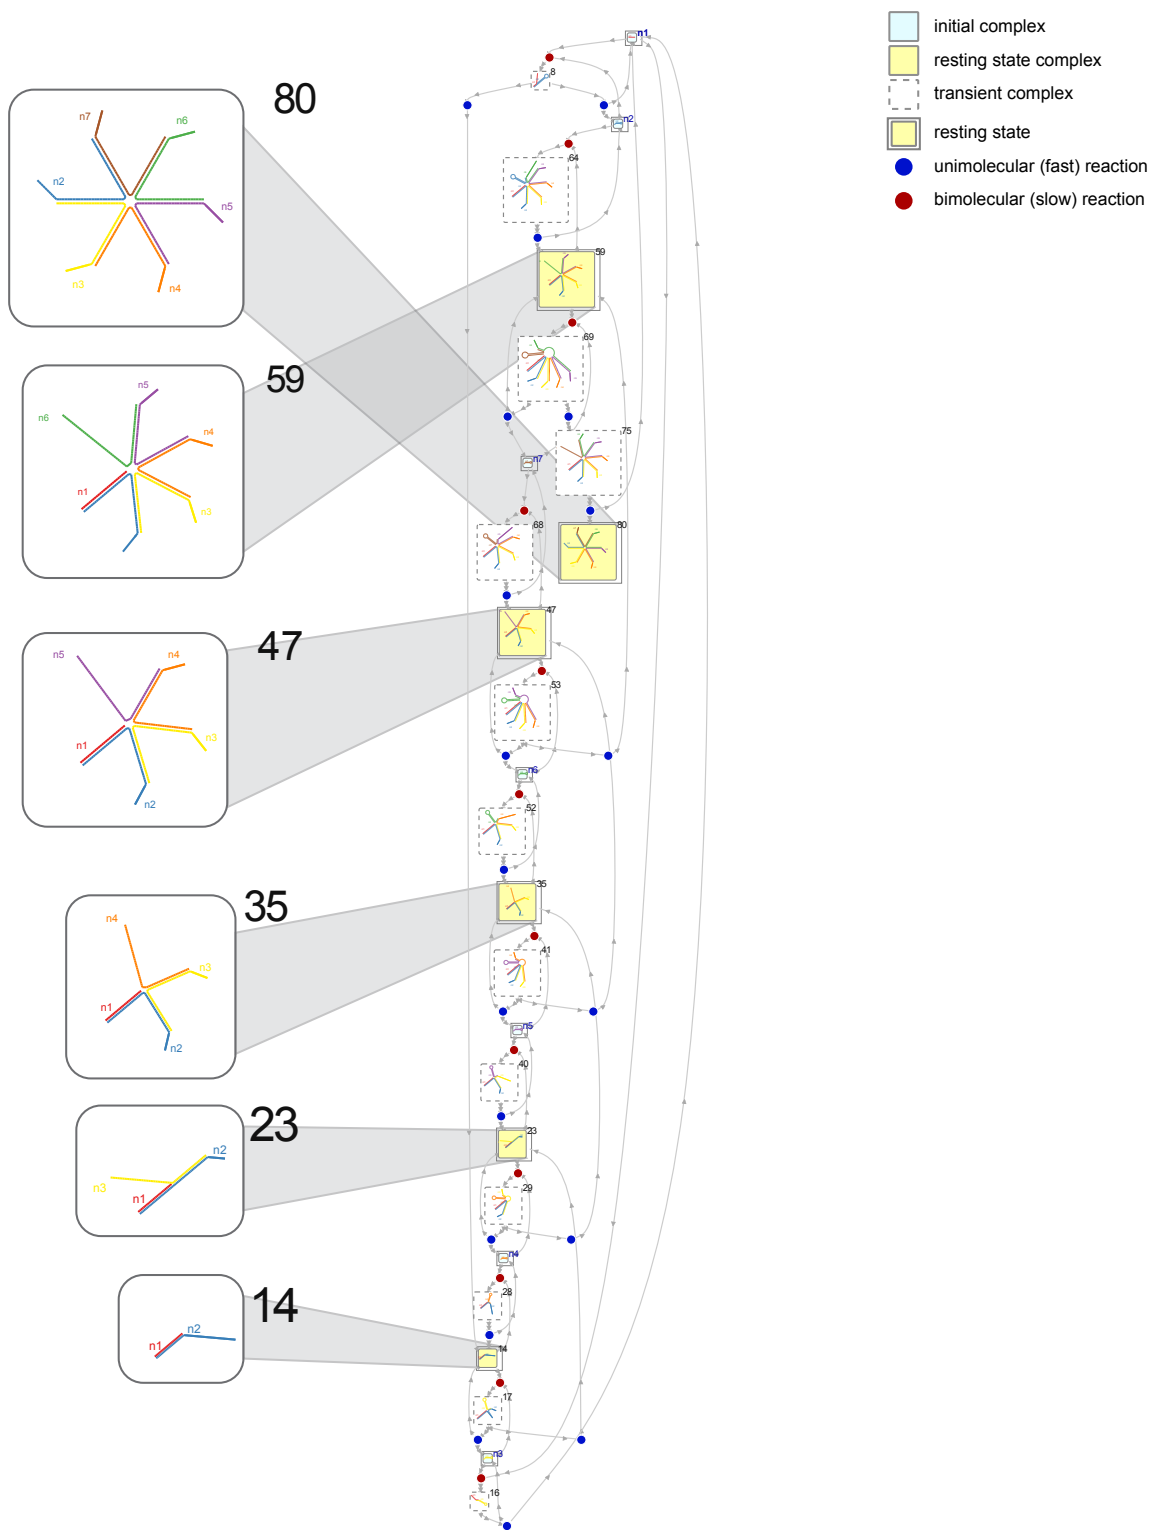 initial complex
resting state complex
transient complex
resting state
unimolecular (fast) reaction
bimolecular (slow) reaction
80
n7
n6
n2
n5
n3
n4
59
n5
n6
n4
n1
n3
47
n5
n4
n1
n3
n2
35
n4
n3
n1
n2
23
n2
n3
n1
14
n2
n1
n1
8
n2
64
59
69
75
n7
68
80
47
53
n6
52
35
41
n5
40
23
29
n4
28
14
17
n3
16